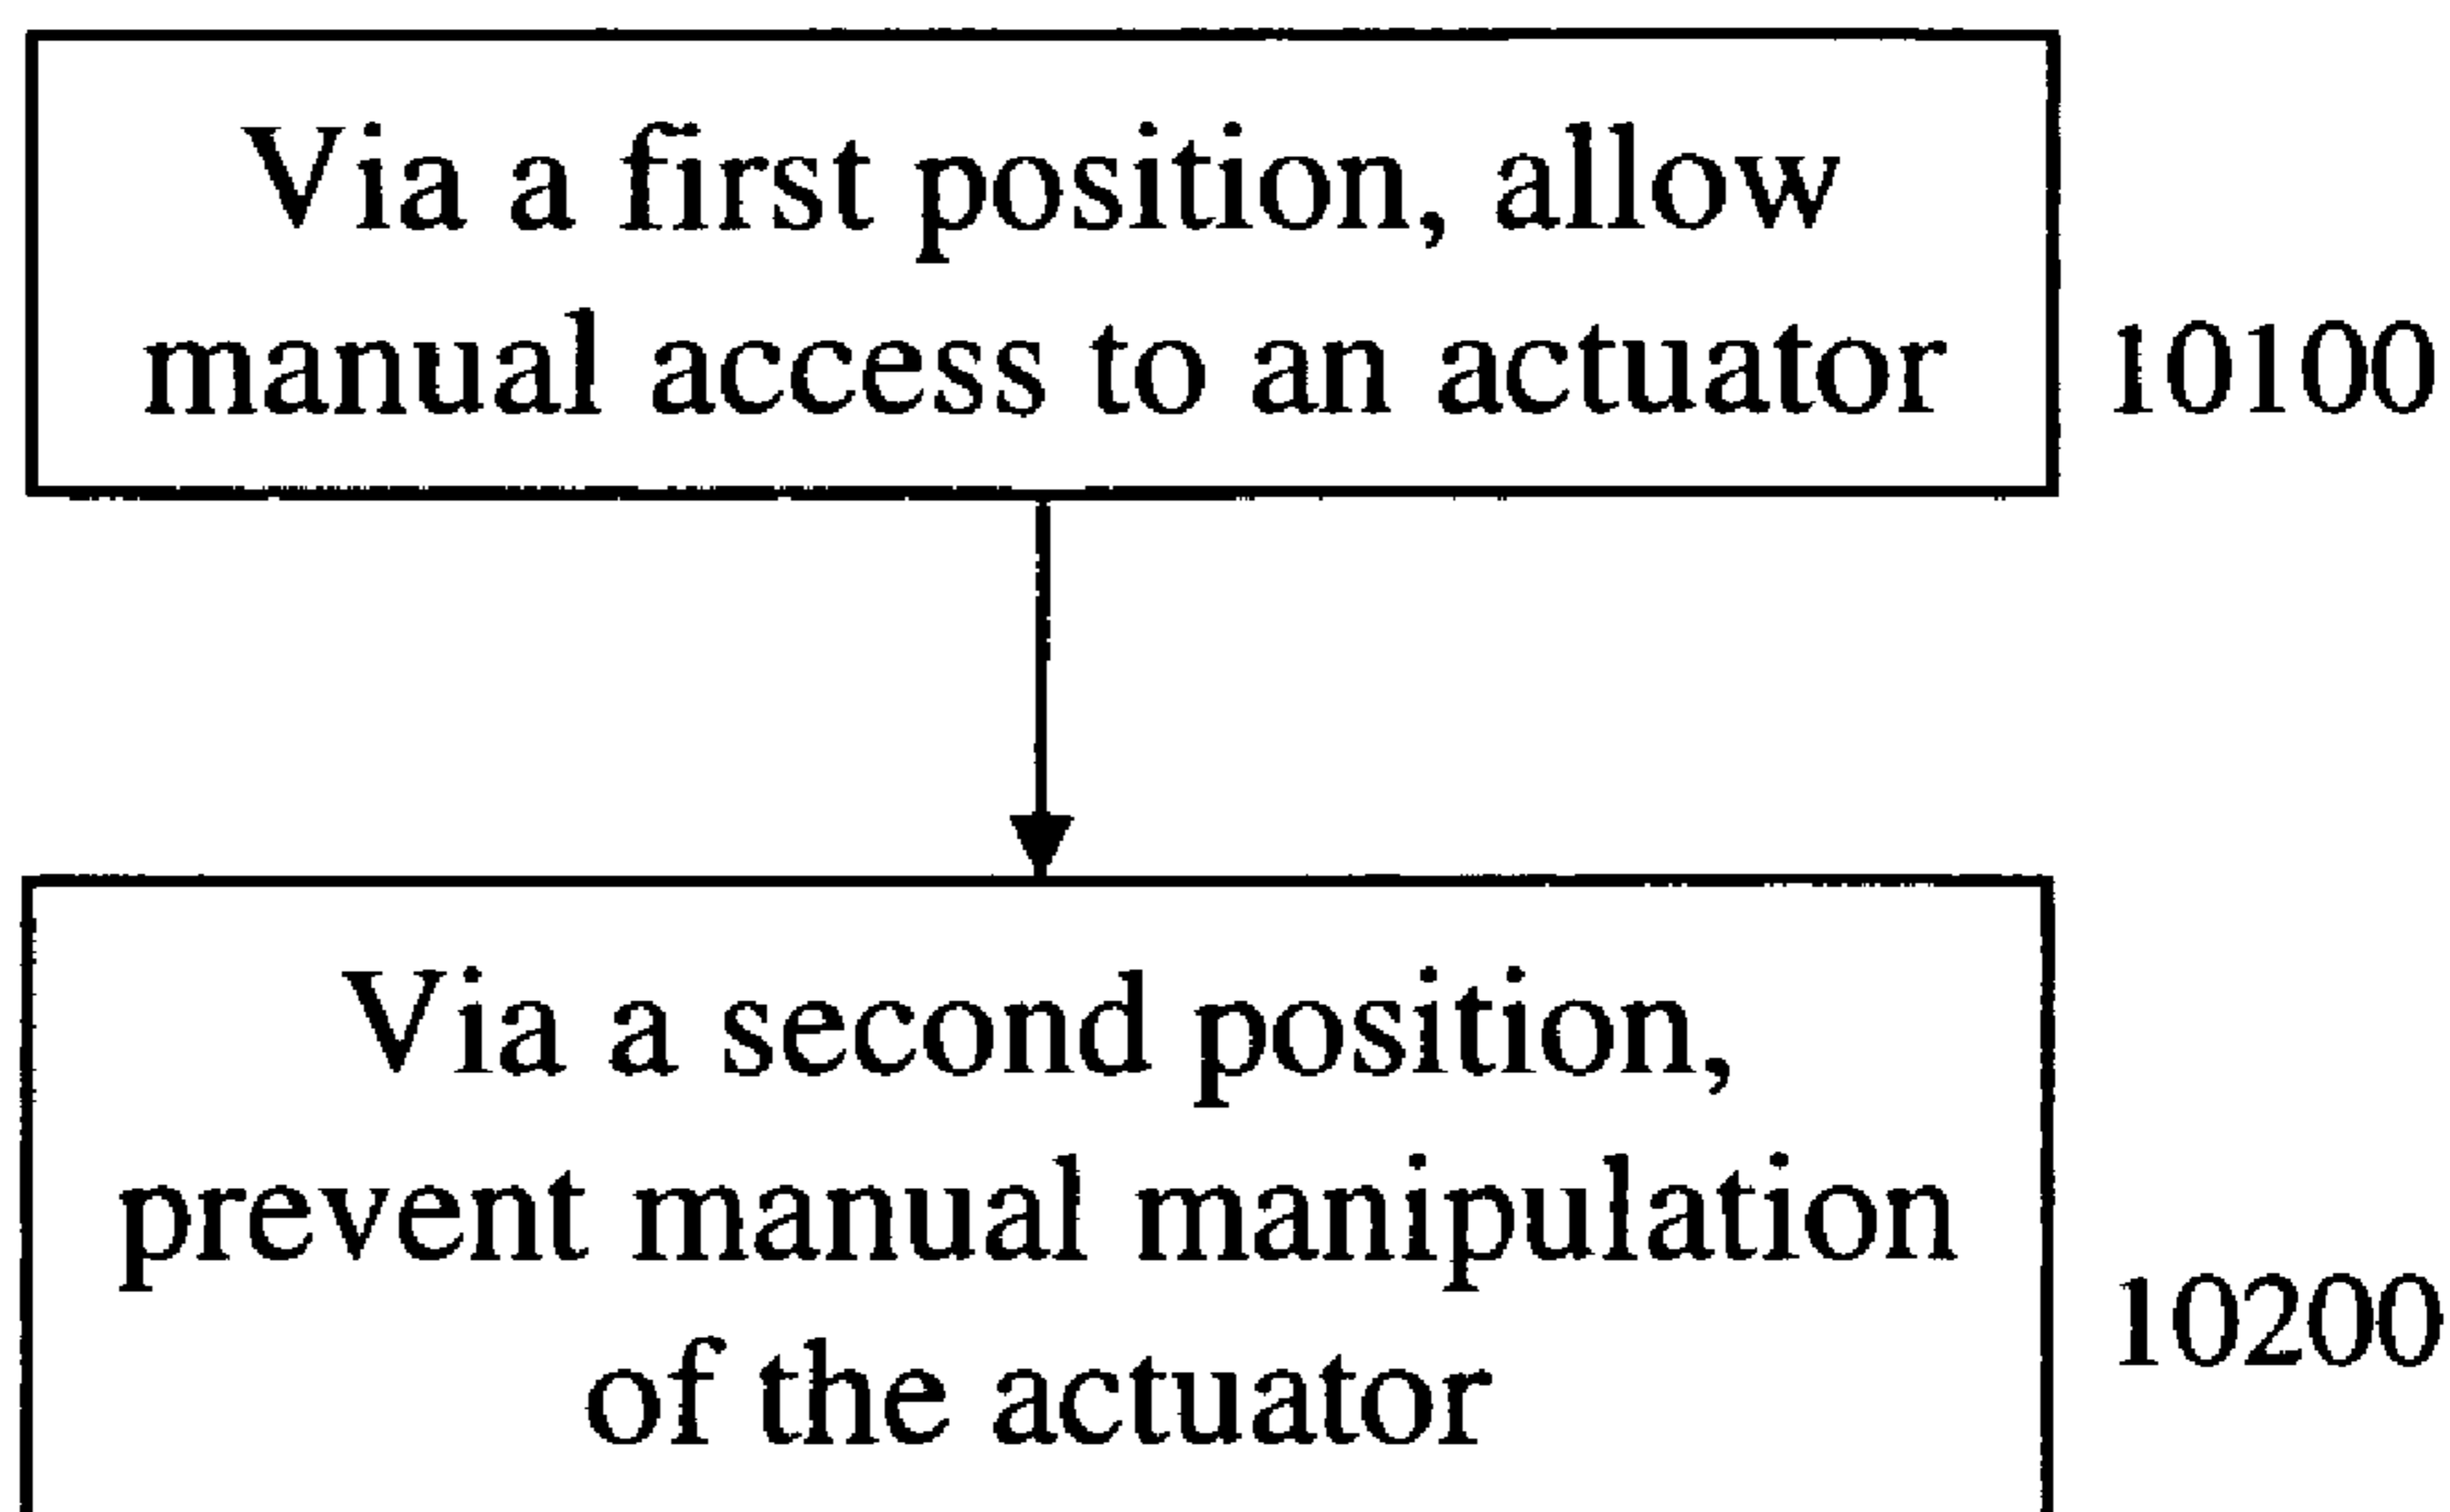 Via a first position, allow
manual access to an actuator
10100
Via a second position,
prevent manual manipulation
of the actuator
10200